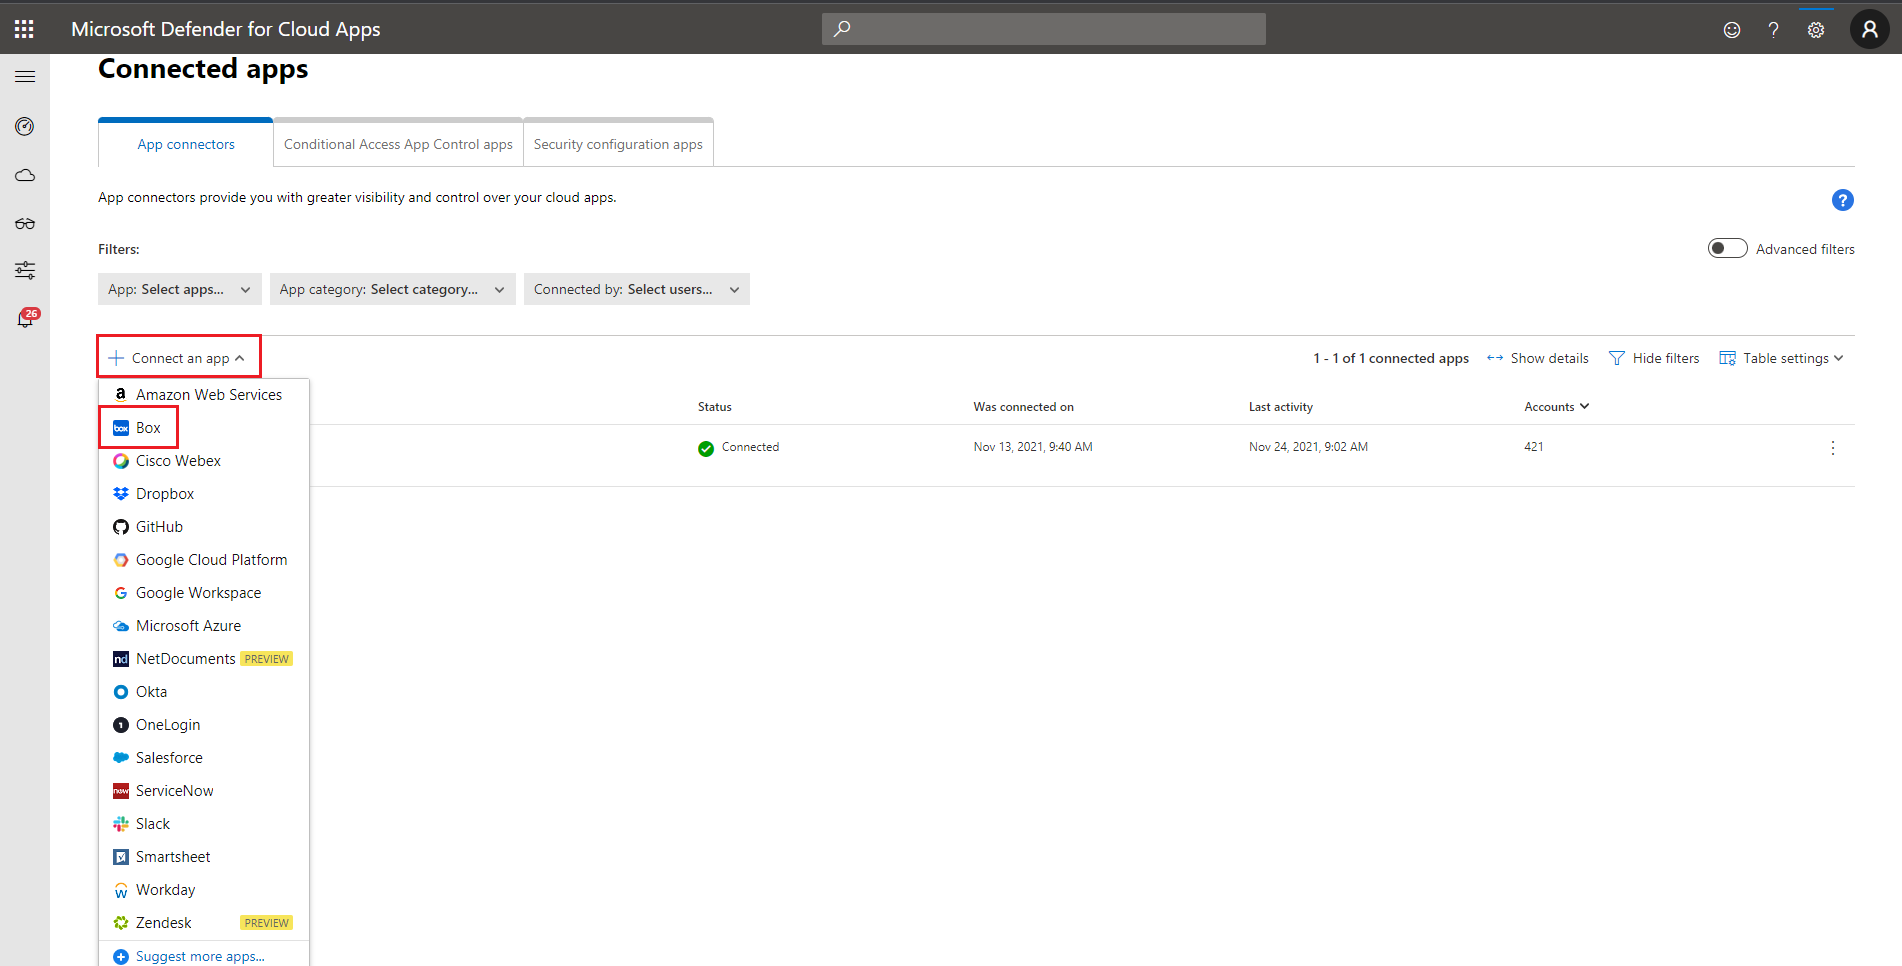 Microsoft Defender for Cloud Apps
?
Connected apps
App connectors
Conditional Access App Control apps
Security configuration apps
App connectors provide you with greater visibility and control over your cloud apps.
?
Filters:
Advanced filters
App: Select apps...
App category: Select category...
Connected by: Select users...
26
Connect an app
1 - 1 of 1 connected apps
Show details
Hide filters
Table settings
Status
Was connected on
Last activity
Accounts
Connected
Nov 13, 2021, 9:40 AM
Nov 24, 2021, 9:02 AM
421
a Amazon Web Services
box Box
Cisco Webex
Dropbox
GitHub
Google Cloud Platform
G Google Workspace
Microsoft Azure
nd NetDocuments PREVIEW
Okta
1 OneLogin
Salesforce
now ServiceNow
Slack
Smartsheet
W Workday
Zendesk PREVIEW
Suggest more apps...